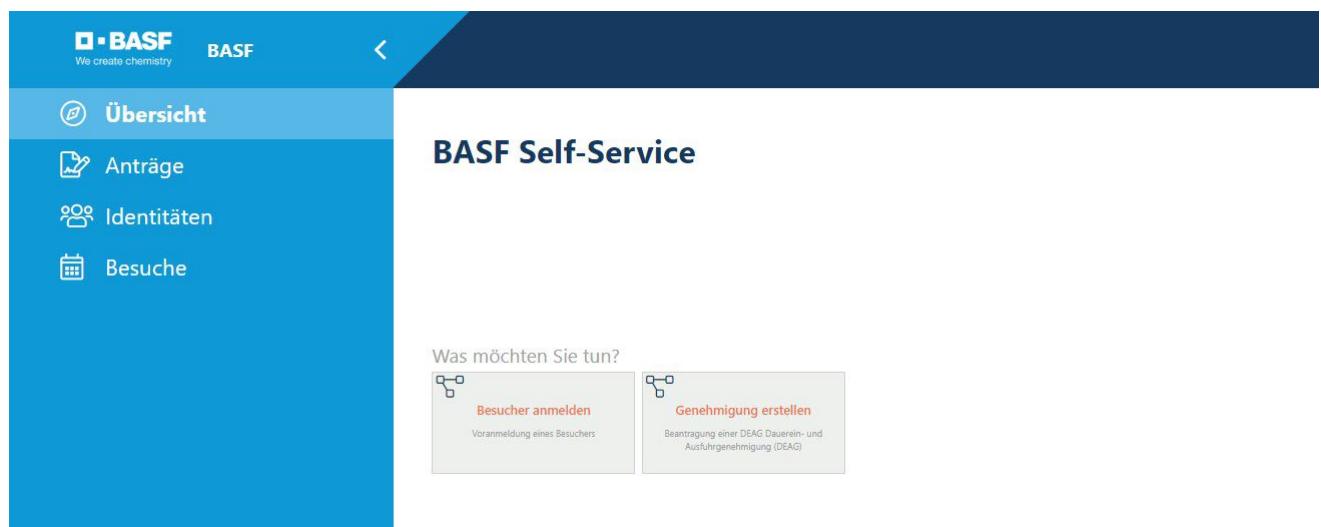 BASF
We create chemistry
BASF
Übersicht
Anträge
Identitäten
Besuche
BASF Self-Service
Was möchten Sie tun?
Besucher anmelden
Voranmeldung eines Besuchers
Genehmigung erstellen
Beantragung einer DEAG Dauerein- und
Ausfuhrgenehmigung (DEAG)